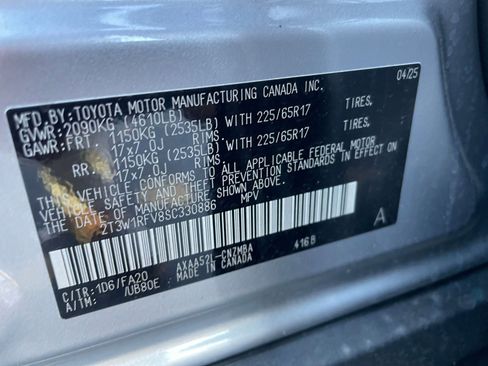 MFD.BY:TOYOTA MOTOR MANUFACTURING CANADA INC. 04/25
GVWR:2090KG (4610LB)
GAWR:FRT. 1150KG (2535LB) WITH 225/65R17 TIRES.
17x7.0J RIMS.
RR. 1150KG (2535LB) WITH 225/65R17 TIRES.
17x7.0J RIMS.
THIS VEHICLE CONFORMS TO ALL APPLICABLE FEDERAL MOTOR
VEHICLE SAFETY AND THEFT PREVENTION STANDARDS IN EFFECT ON
THE DATE OF MANUFACTURE SHOWN ABOVE.
2T3W1RFV8SC330886 MPV
A
C/TR:1D6/FA20 AXAA52L-CNZMBA 416B
A/TM: /UB80E MADE IN CANADA